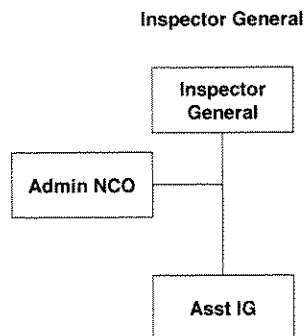 Inspector General
Inspector
General
Admin NCO
Asst IG